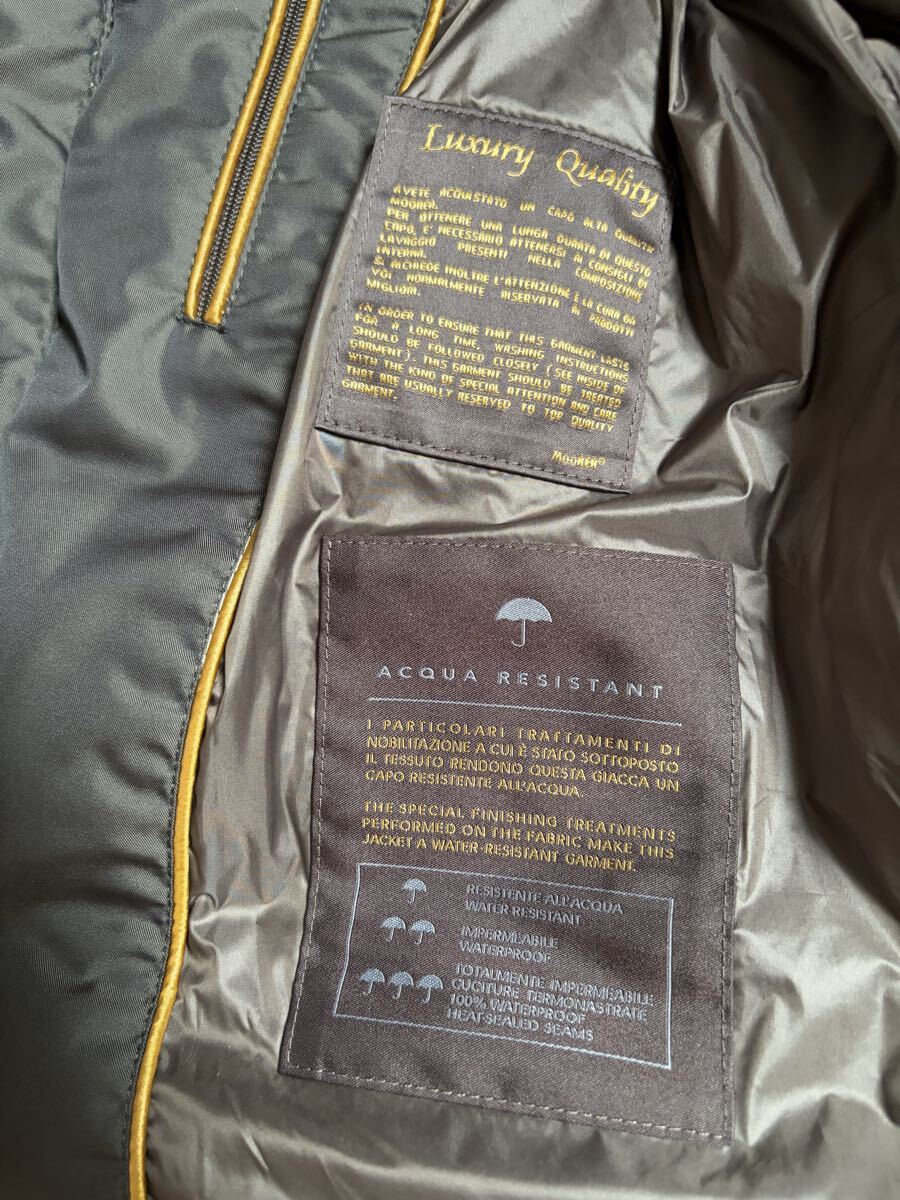 Luxury Quality
AVETE ACQUISTATO UN CAPO ALTA QUALITA'
MOORER.
PER OTTENERE UNA LUNGA DURATA DI QUESTO
CAPO, E' NECESSARIO ATTENERSI AI CONSIGLI DI
LAVAGGIO PRESENTI NELLA COMPOSIZIONE
INTERNA.
SI RICHIEDE INOLTRE L'ATTENZIONE E LA CURA DA
VOI NORMALMENTE RISERVATA AI PRODOTTI
MIGLIORI.
IN ORDER TO ENSURE THAT THIS GARMENT LASTS
FOR A LONG TIME, WASHING INSTRUCTIONS
SHOULD BE FOLLOWED CLOSELY (SEE INSIDE OF
GARMENT). THIS GARMENT SHOULD BE TREATED
WITH THE KIND OF SPECIAL ATTENTION AND CARE
THAT ARE USUALLY RESERVED TO TOP QUALITY
GARMENT.
MOORER®
ACQUA RESISTANT
I PARTICOLARI TRATTAMENTI DI
NOBILITAZIONE A CUI È STATO SOTTOPOSTO
IL TESSUTO RENDONO QUESTA GIACCA UN
CAPO RESISTENTE ALL'ACQUA.
THE SPECIAL FINISHING TREATMENTS
PERFORMED ON THE FABRIC MAKE THIS
JACKET A WATER-RESISTANT GARMENT.
RESISTENTE ALL'ACQUA
WATER RESISTANT
IMPERMEABILE
WATERPROOF
TOTALMENTE IMPERMEABILE
CUCITURE TERMONASTRATE
100% WATERPROOF
HEAT-SEALED SEAMS